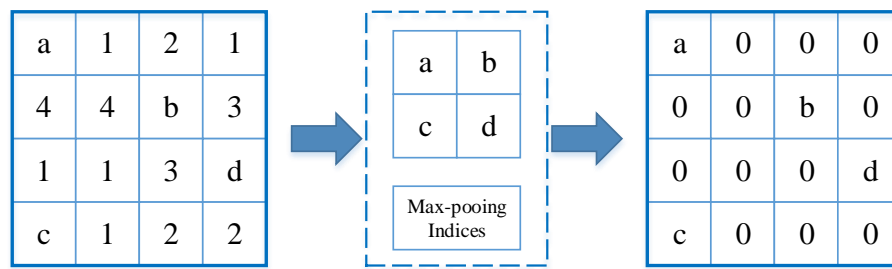 a 1 2 1
4 4 b 3
1 1 3 d
c 1 2 2
a b
c d
Max-pooing
Indices
a 0 0 0
0 0 b 0
0 0 0 d
c 0 0 0